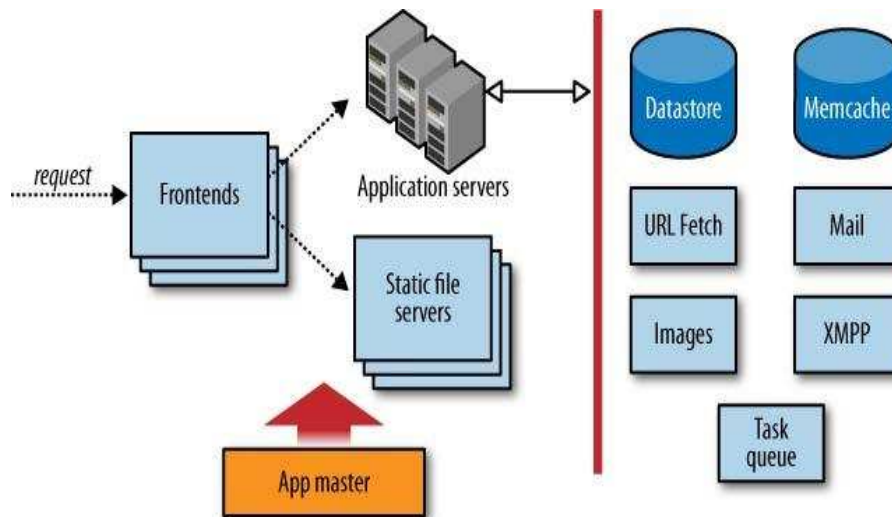 request
Frontends
Application servers
Static file
servers
App master
Datastore
Memcache
URL Fetch
Mail
Images
XMPP
Task
queue